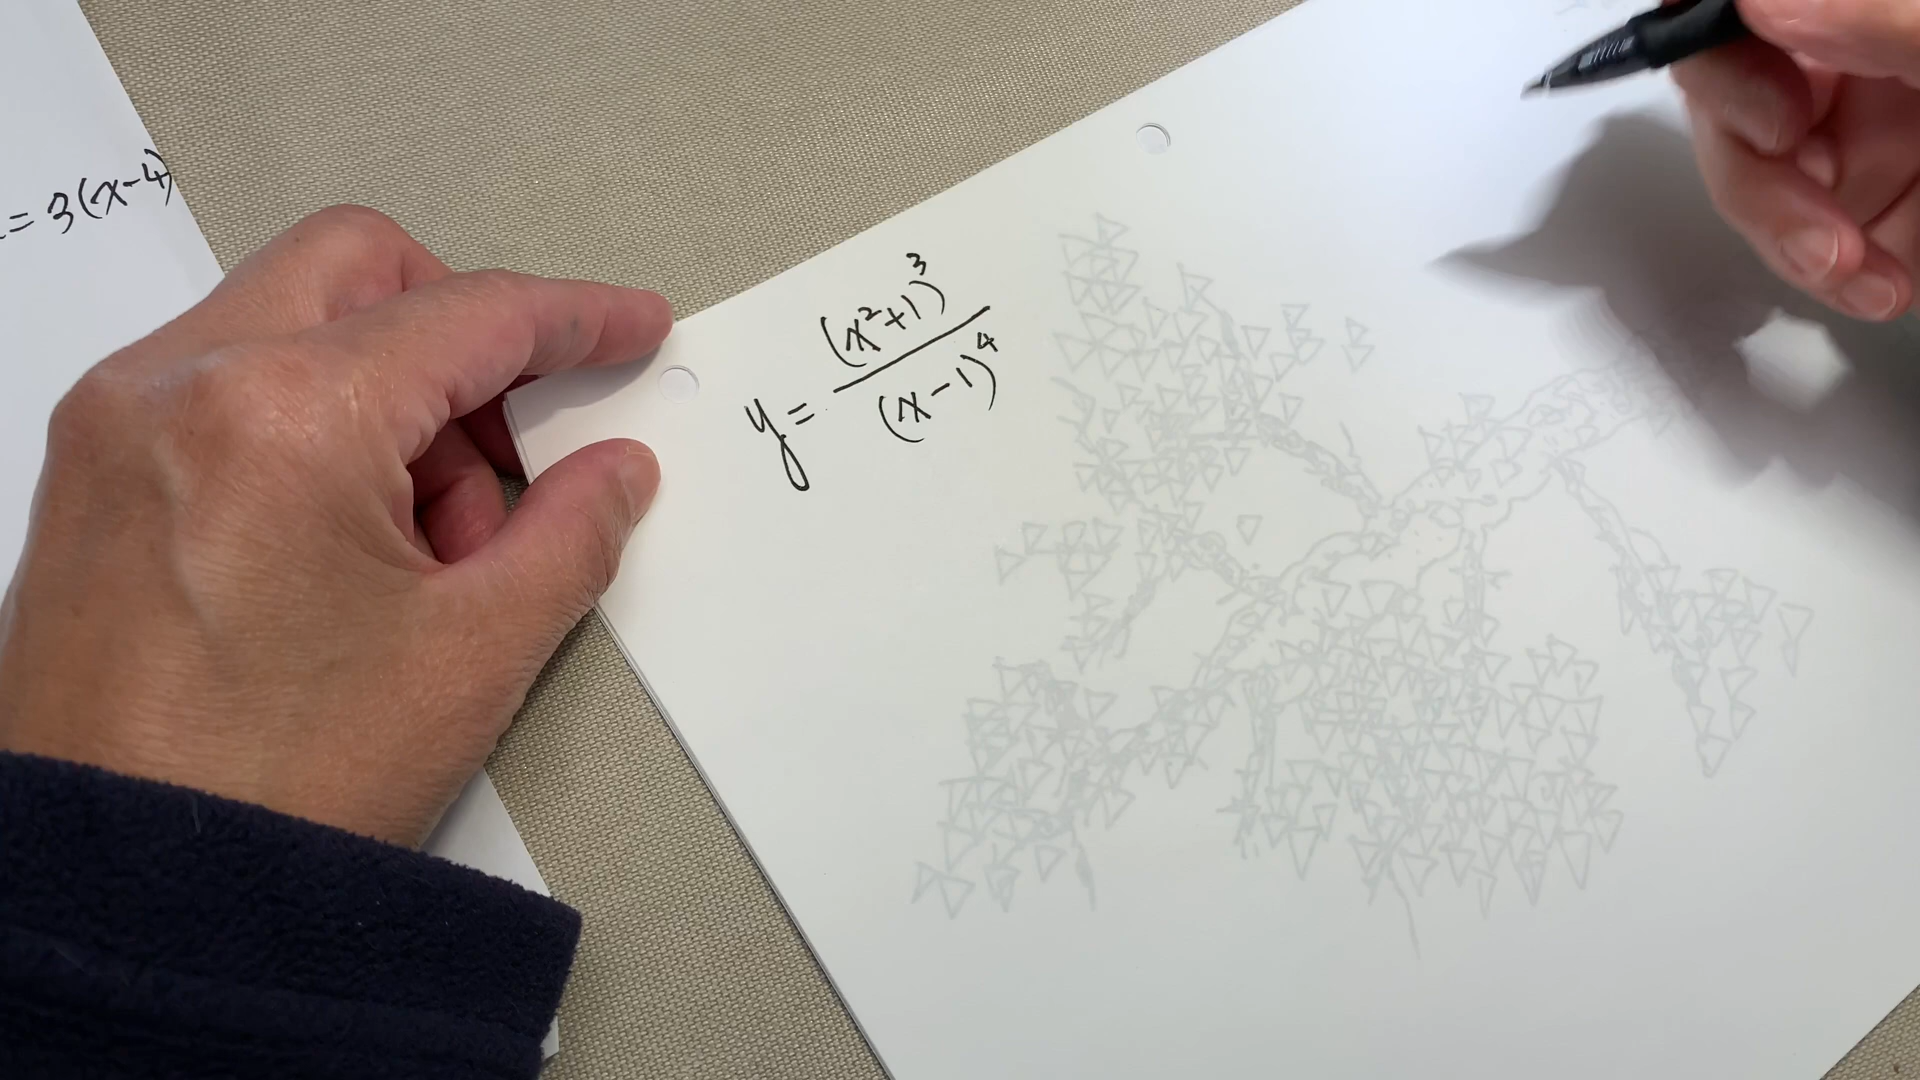 = 3(x-4)
y = (x²+1)³ / (x-1)⁴